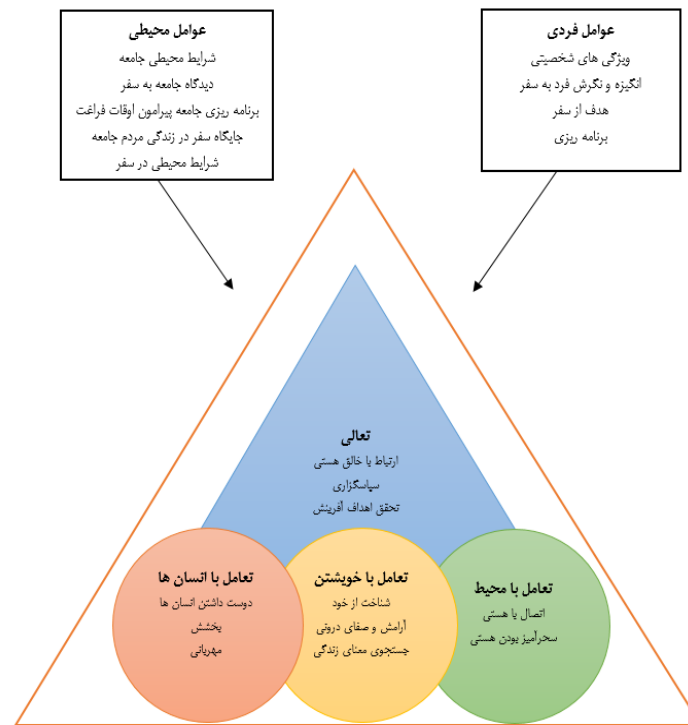 عوامل فردی
ویژگی های شخصیتی
انگیزه و نگرش فرد به سفر
هدف از سفر
برنامه ریزی
عوامل محیطی
شرایط محیطی جامعه
دیدگاه جامعه به سفر
برنامه ریزی جامعه پیرامون اوقات فراغت
جایگاه سفر در زندگی مردم جامعه
شرایط محیطی در سفر
تعالی
ارتباط با خالق هستی
سپاسگزاری
تحقق اهداف آفرینش
تعامل با محیط
اتصال با هستی
سحرآمیز بودن هستی
تعامل با خویشتن
شناخت از خود
آرامش و صفای درونی
جستجوی معنای زندگی
تعامل با انسان ها
دوست داشتن انسان ها
بخشش
مهربانی